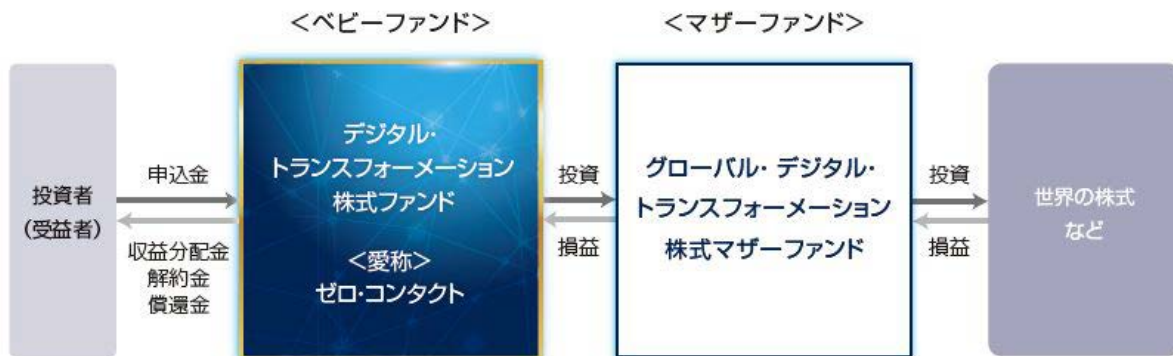 ＜ベビーファンド＞
＜マザーファンド＞
投資者
（受益者）
申込金
収益分配金
解約金
償還金
デジタル・
トランスフォーメーション
株式ファンド
＜愛称＞
ゼロ・コンタクト
投資
損益
グローバル・デジタル・
トランスフォーメーション
株式マザーファンド
投資
損益
世界の株式
など